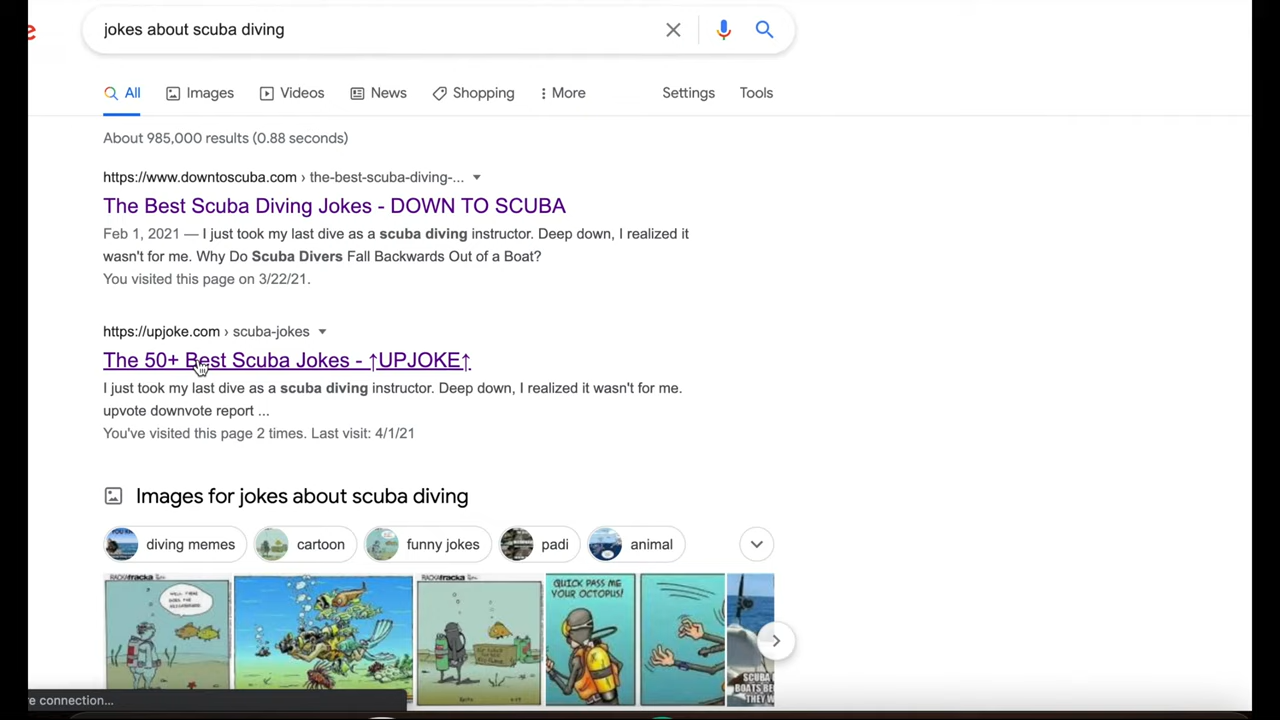 jokes about scuba diving
All
Images
Videos
News
Shopping
More
Settings
Tools
About 985,000 results (0.88 seconds)
https://www.downtoscuba.com › the-best-scuba-diving-...
The Best Scuba Diving Jokes - DOWN TO SCUBA
Feb 1, 2021 — I just took my last dive as a scuba diving instructor. Deep down, I realized it
wasn't for me. Why Do Scuba Divers Fall Backwards Out of a Boat?
You visited this page on 3/22/21.
https://upjoke.com › scuba-jokes
The 50+ Best Scuba Jokes - ↑UPJOKE↑
I just took my last dive as a scuba diving instructor. Deep down, I realized it wasn't for me.
upvote downvote report ...
You've visited this page 2 times. Last visit: 4/1/21
Images for jokes about scuba diving
diving memes
cartoon
funny jokes
padi
animal
QUICK PASS ME
YOUR OCTOPUS!
SCUBA
BOATS BE
THEY W
e connection...